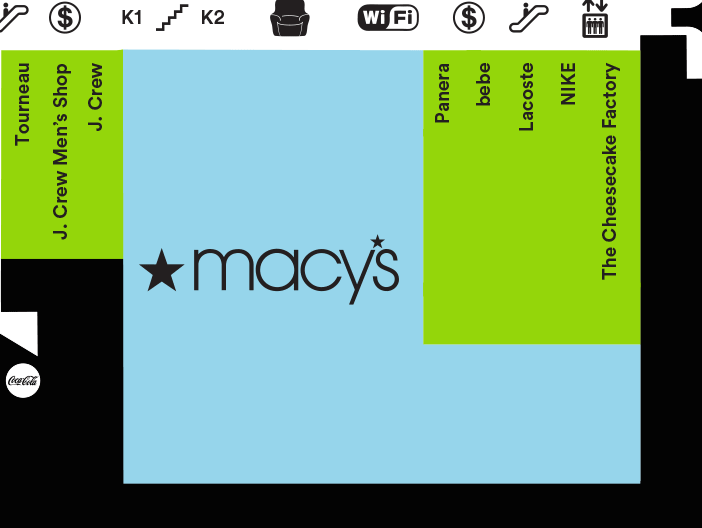 $
K1
K2
WiFi
$
Tourneau
J. Crew Men's Shop
J. Crew
Panera
bebe
Lacoste
NIKE
The Cheesecake Factory
macy's
Coca-Cola